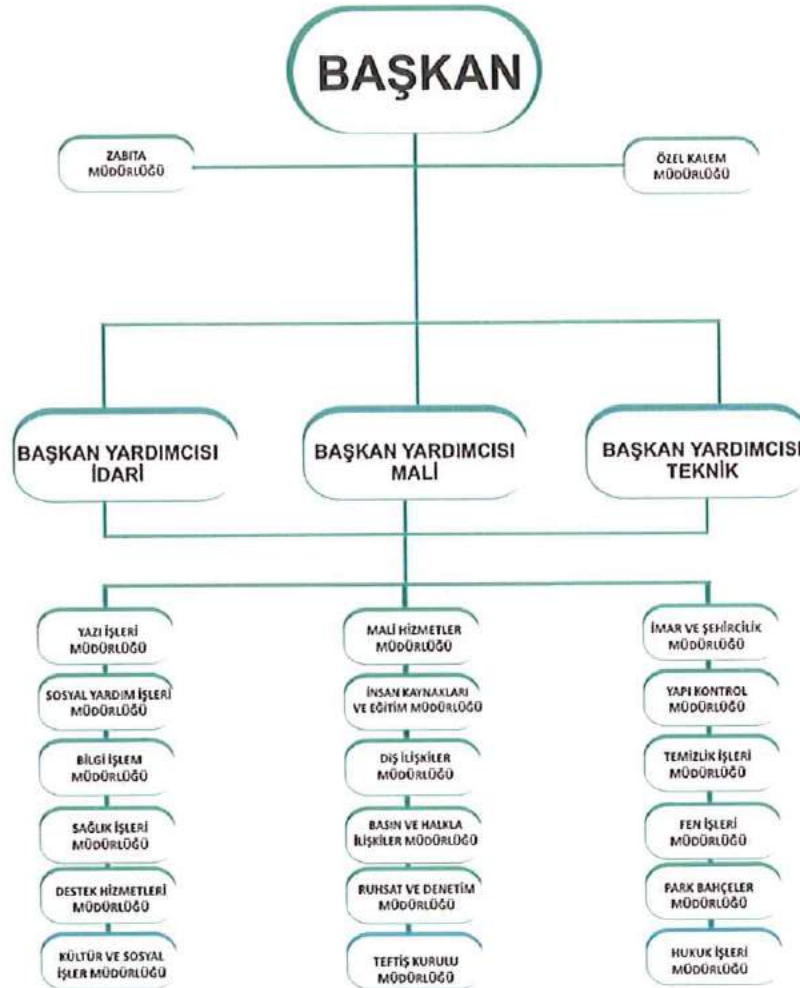 BAŞKAN
ZABITA
MÜDÜRLÜĞÜ
ÖZEL KALEM
MÜDÜRLÜĞÜ
BAŞKAN YARDIMCISI
İDARİ
BAŞKAN YARDIMCISI
MALİ
BAŞKAN YARDIMCISI
TEKNİK
YAZI İŞLERİ
MÜDÜRLÜĞÜ
SOSYAL YARDIM İŞLERİ
MÜDÜRLÜĞÜ
BİLGİ İŞLEM
MÜDÜRLÜĞÜ
SAĞLIK İŞLERİ
MÜDÜRLÜĞÜ
DESTEK HİZMETLERİ
MÜDÜRLÜĞÜ
KÜLTÜR VE SOSYAL
İŞLER MÜDÜRLÜĞÜ
MALİ HİZMETLER
MÜDÜRLÜĞÜ
İNSAN KAYNAKLARI
VE EĞİTİM MÜDÜRLÜĞÜ
DIŞ İLİŞKİLER
MÜDÜRLÜĞÜ
BASIN VE HALKLA
İLİŞKİLER MÜDÜRLÜĞÜ
RUHSAT VE DENETİM
MÜDÜRLÜĞÜ
TEFTİŞ KURULU
MÜDÜRLÜĞÜ
İMAR VE ŞEHİRCİLİK
MÜDÜRLÜĞÜ
YAPI KONTROL
MÜDÜRLÜĞÜ
TEMİZLİK İŞLERİ
MÜDÜRLÜĞÜ
FEN İŞLERİ
MÜDÜRLÜĞÜ
PARK BAHÇELER
MÜDÜRLÜĞÜ
HUKUK İŞLERİ
MÜDÜRLÜĞÜ